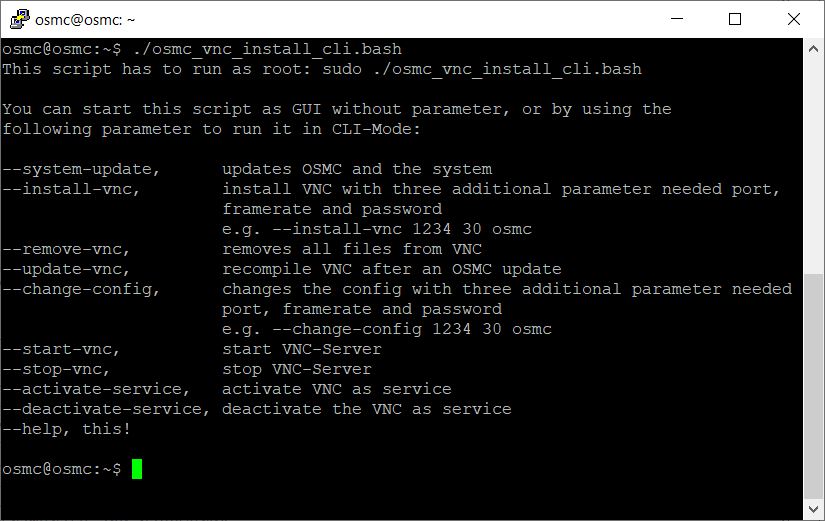 osmc@osmc: ~
osmc@osmc:~$ ./osmc_vnc_install_cli.bash
This script has to run as root: sudo ./osmc_vnc_install_cli.bash
You can start this script as GUI without parameter, or by using the
following parameter to run it in CLI-Mode:
--system-update,      updates OSMC and the system
--install-vnc,        install VNC with three additional parameter needed port,
                      framerate and password
                      e.g. --install-vnc 1234 30 osmc
--remove-vnc,         removes all files from VNC
--update-vnc,         recompile VNC after an OSMC update
--change-config,      changes the config with three additional parameter needed
                      port, framerate and password
                      e.g. --change-config 1234 30 osmc
--start-vnc,          start VNC-Server
--stop-vnc,           stop VNC-Server
--activate-service,   activate VNC as service
--deactivate-service, deactivate the VNC as service
--help, this!
osmc@osmc:~$